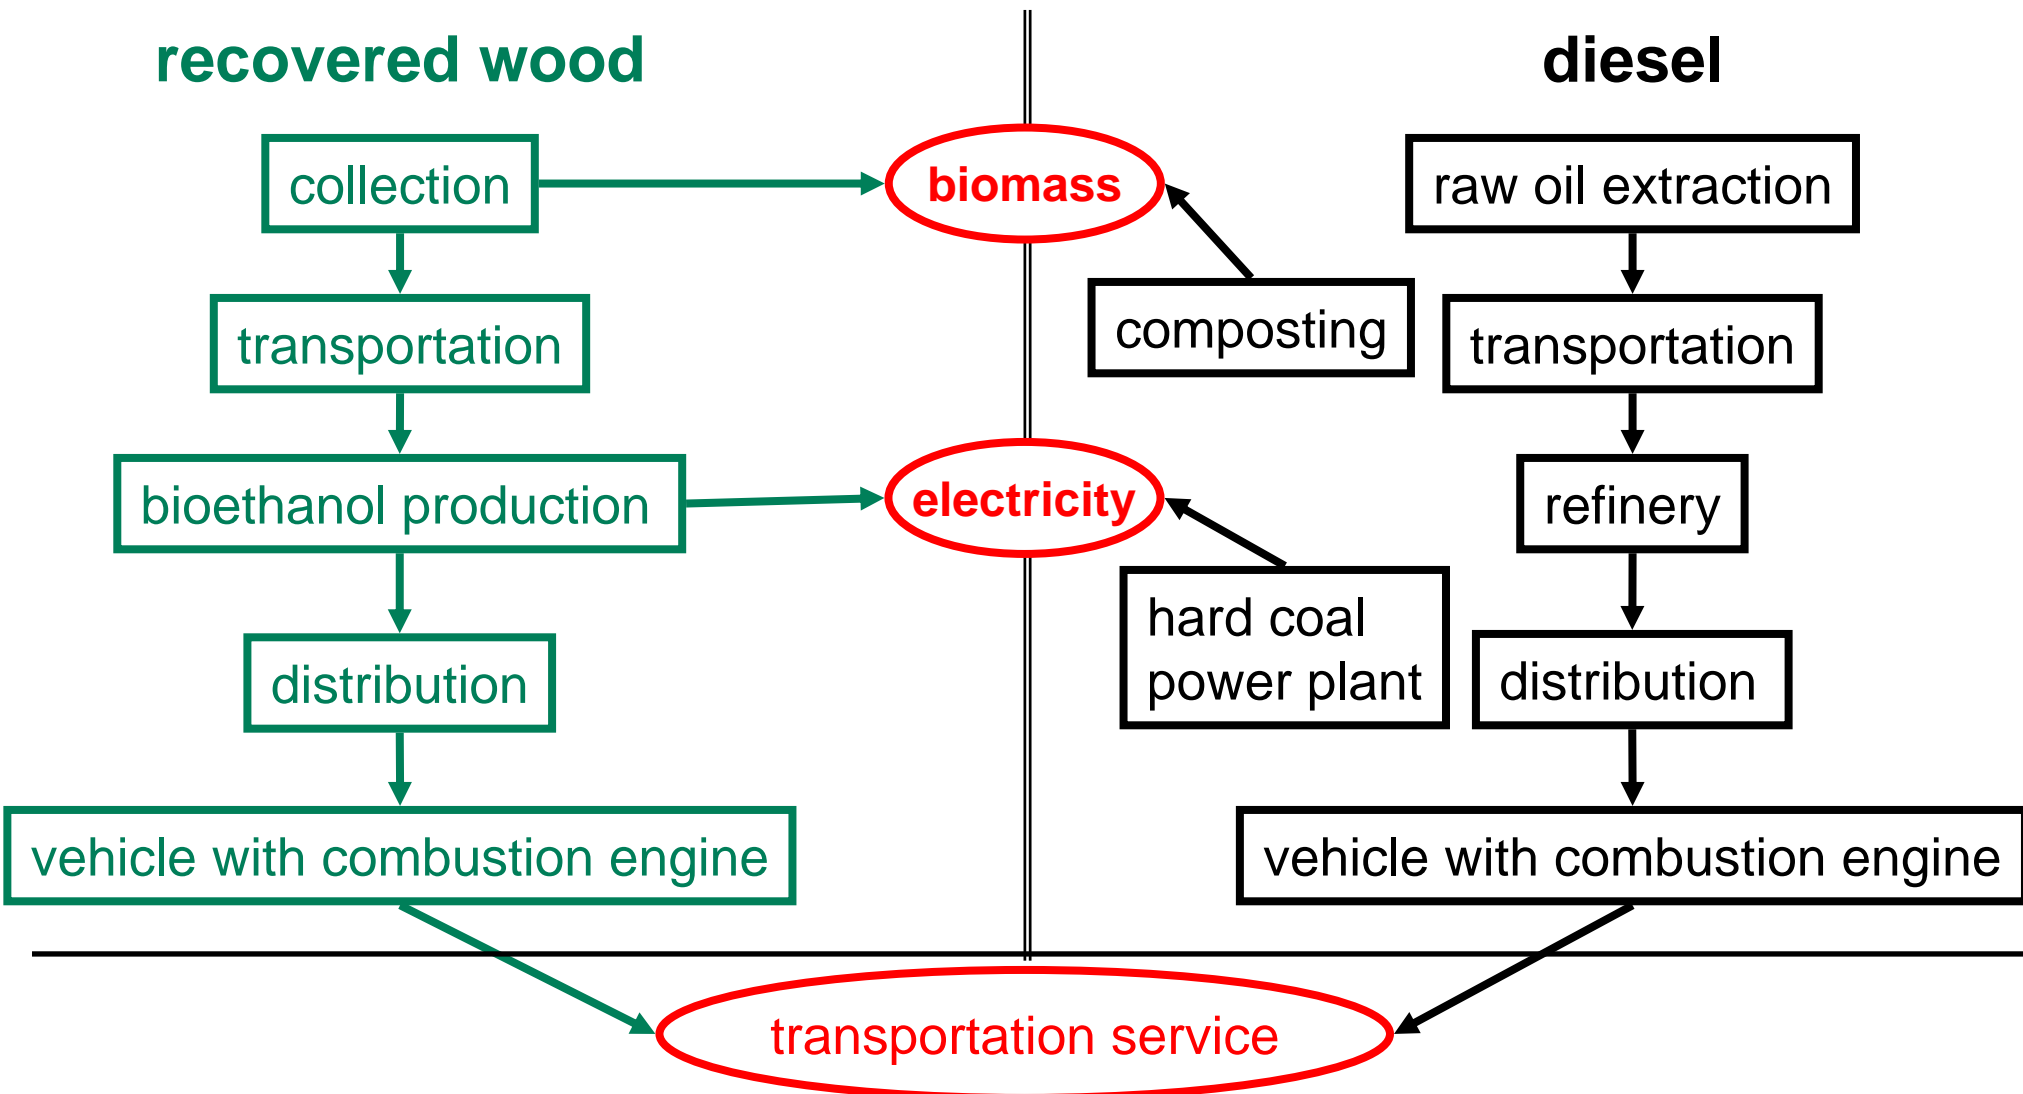 recovered wood
diesel
collection
biomass
raw oil extraction
composting
transportation
transportation
bioethanol production
electricity
refinery
hard coal
power plant
distribution
distribution
vehicle with combustion engine
vehicle with combustion engine
transportation service